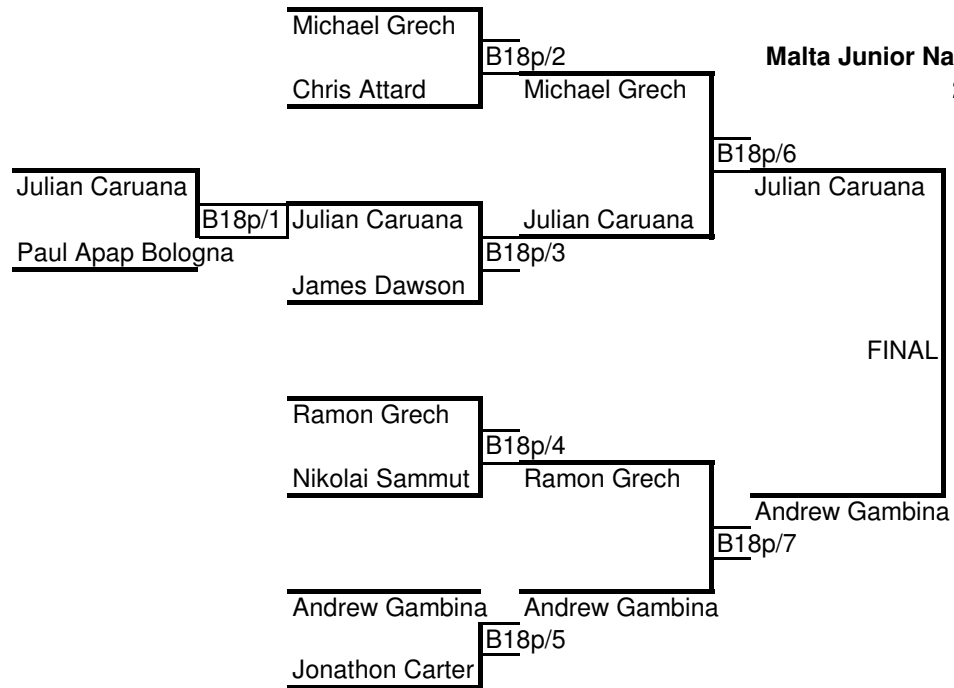 Michael Grech
B18p/2
Malta Junior Na
Chris Attard
Michael Grech
B18p/6
Julian Caruana
Julian Caruana
B18p/1
Julian Caruana
Julian Caruana
Paul Apap Bologna
B18p/3
James Dawson
FINAL
Ramon Grech
B18p/4
Nikolai Sammut
Ramon Grech
Andrew Gambina
B18p/7
Andrew Gambina
Andrew Gambina
B18p/5
Jonathon Carter